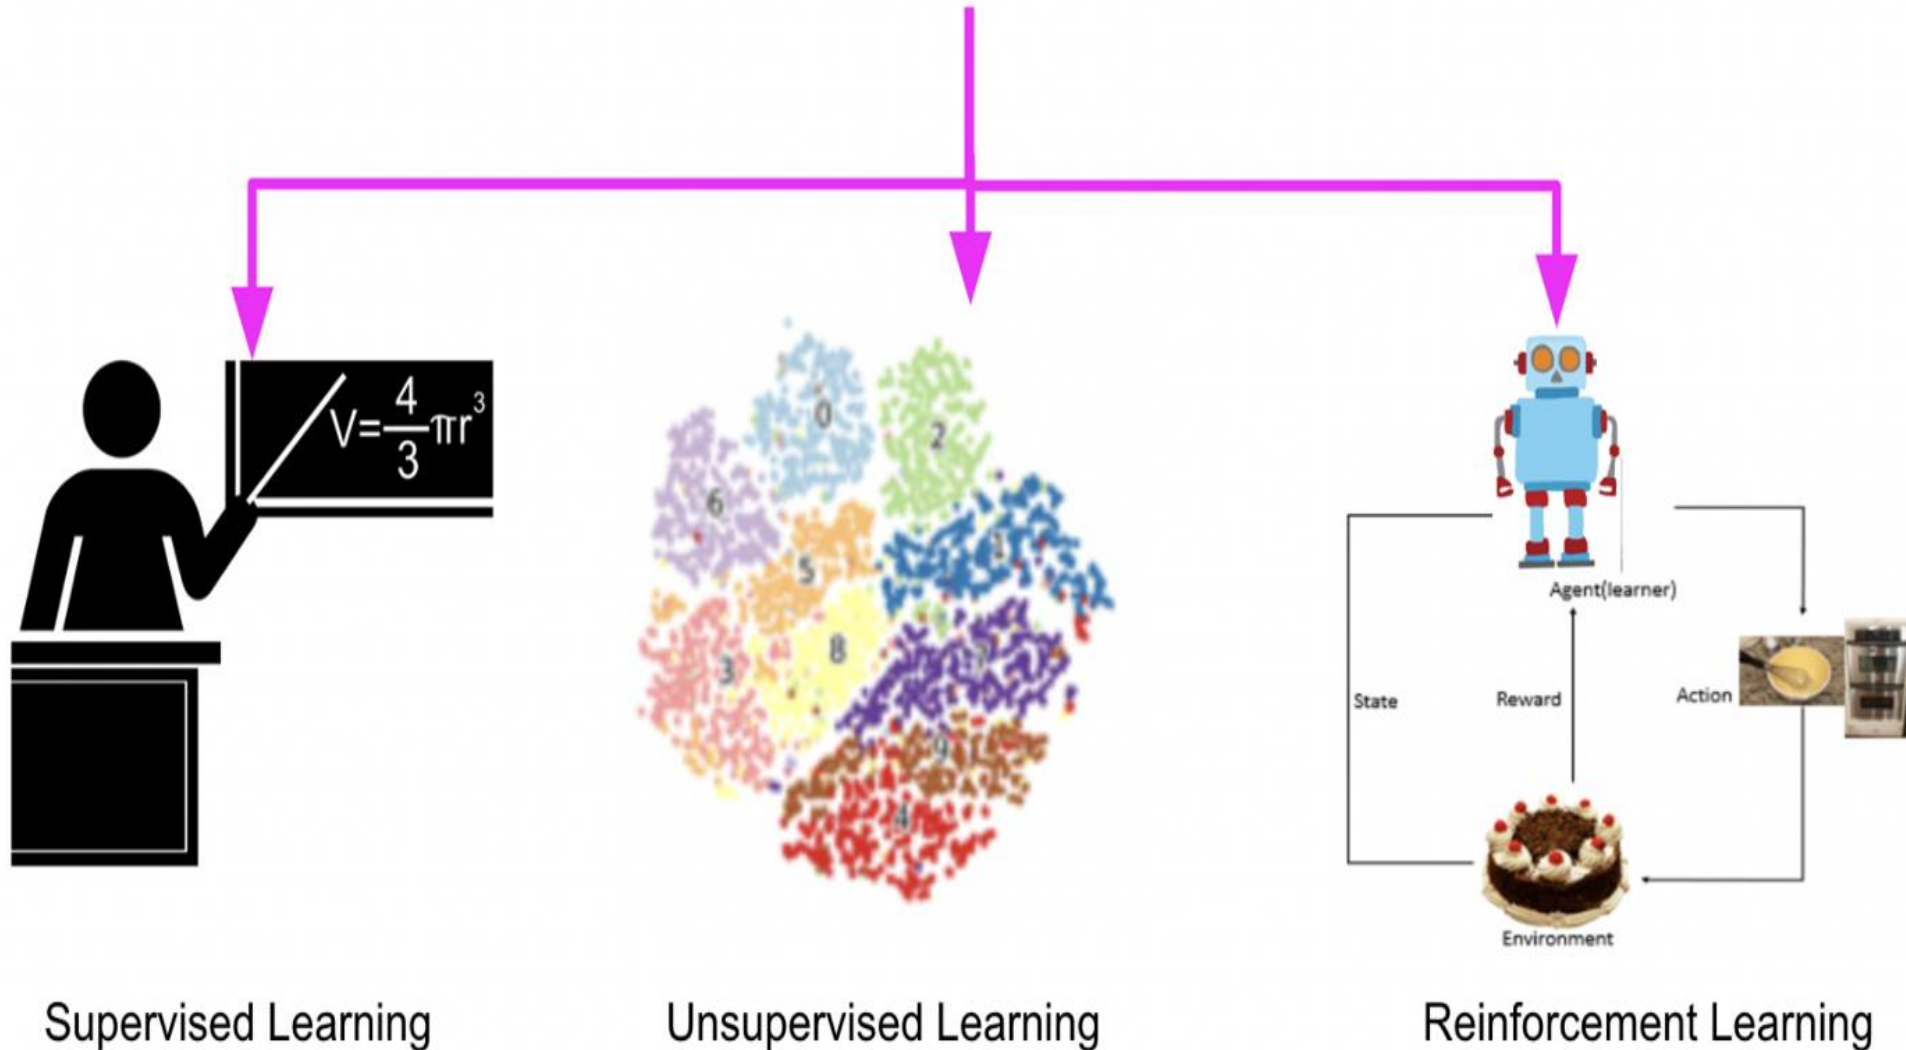 V=4/3πr³
0
2
6
1
5
8
3
7
9
4
Agent(learner)
State
Reward
Action
Environment
Supervised Learning
Unsupervised Learning
Reinforcement Learning